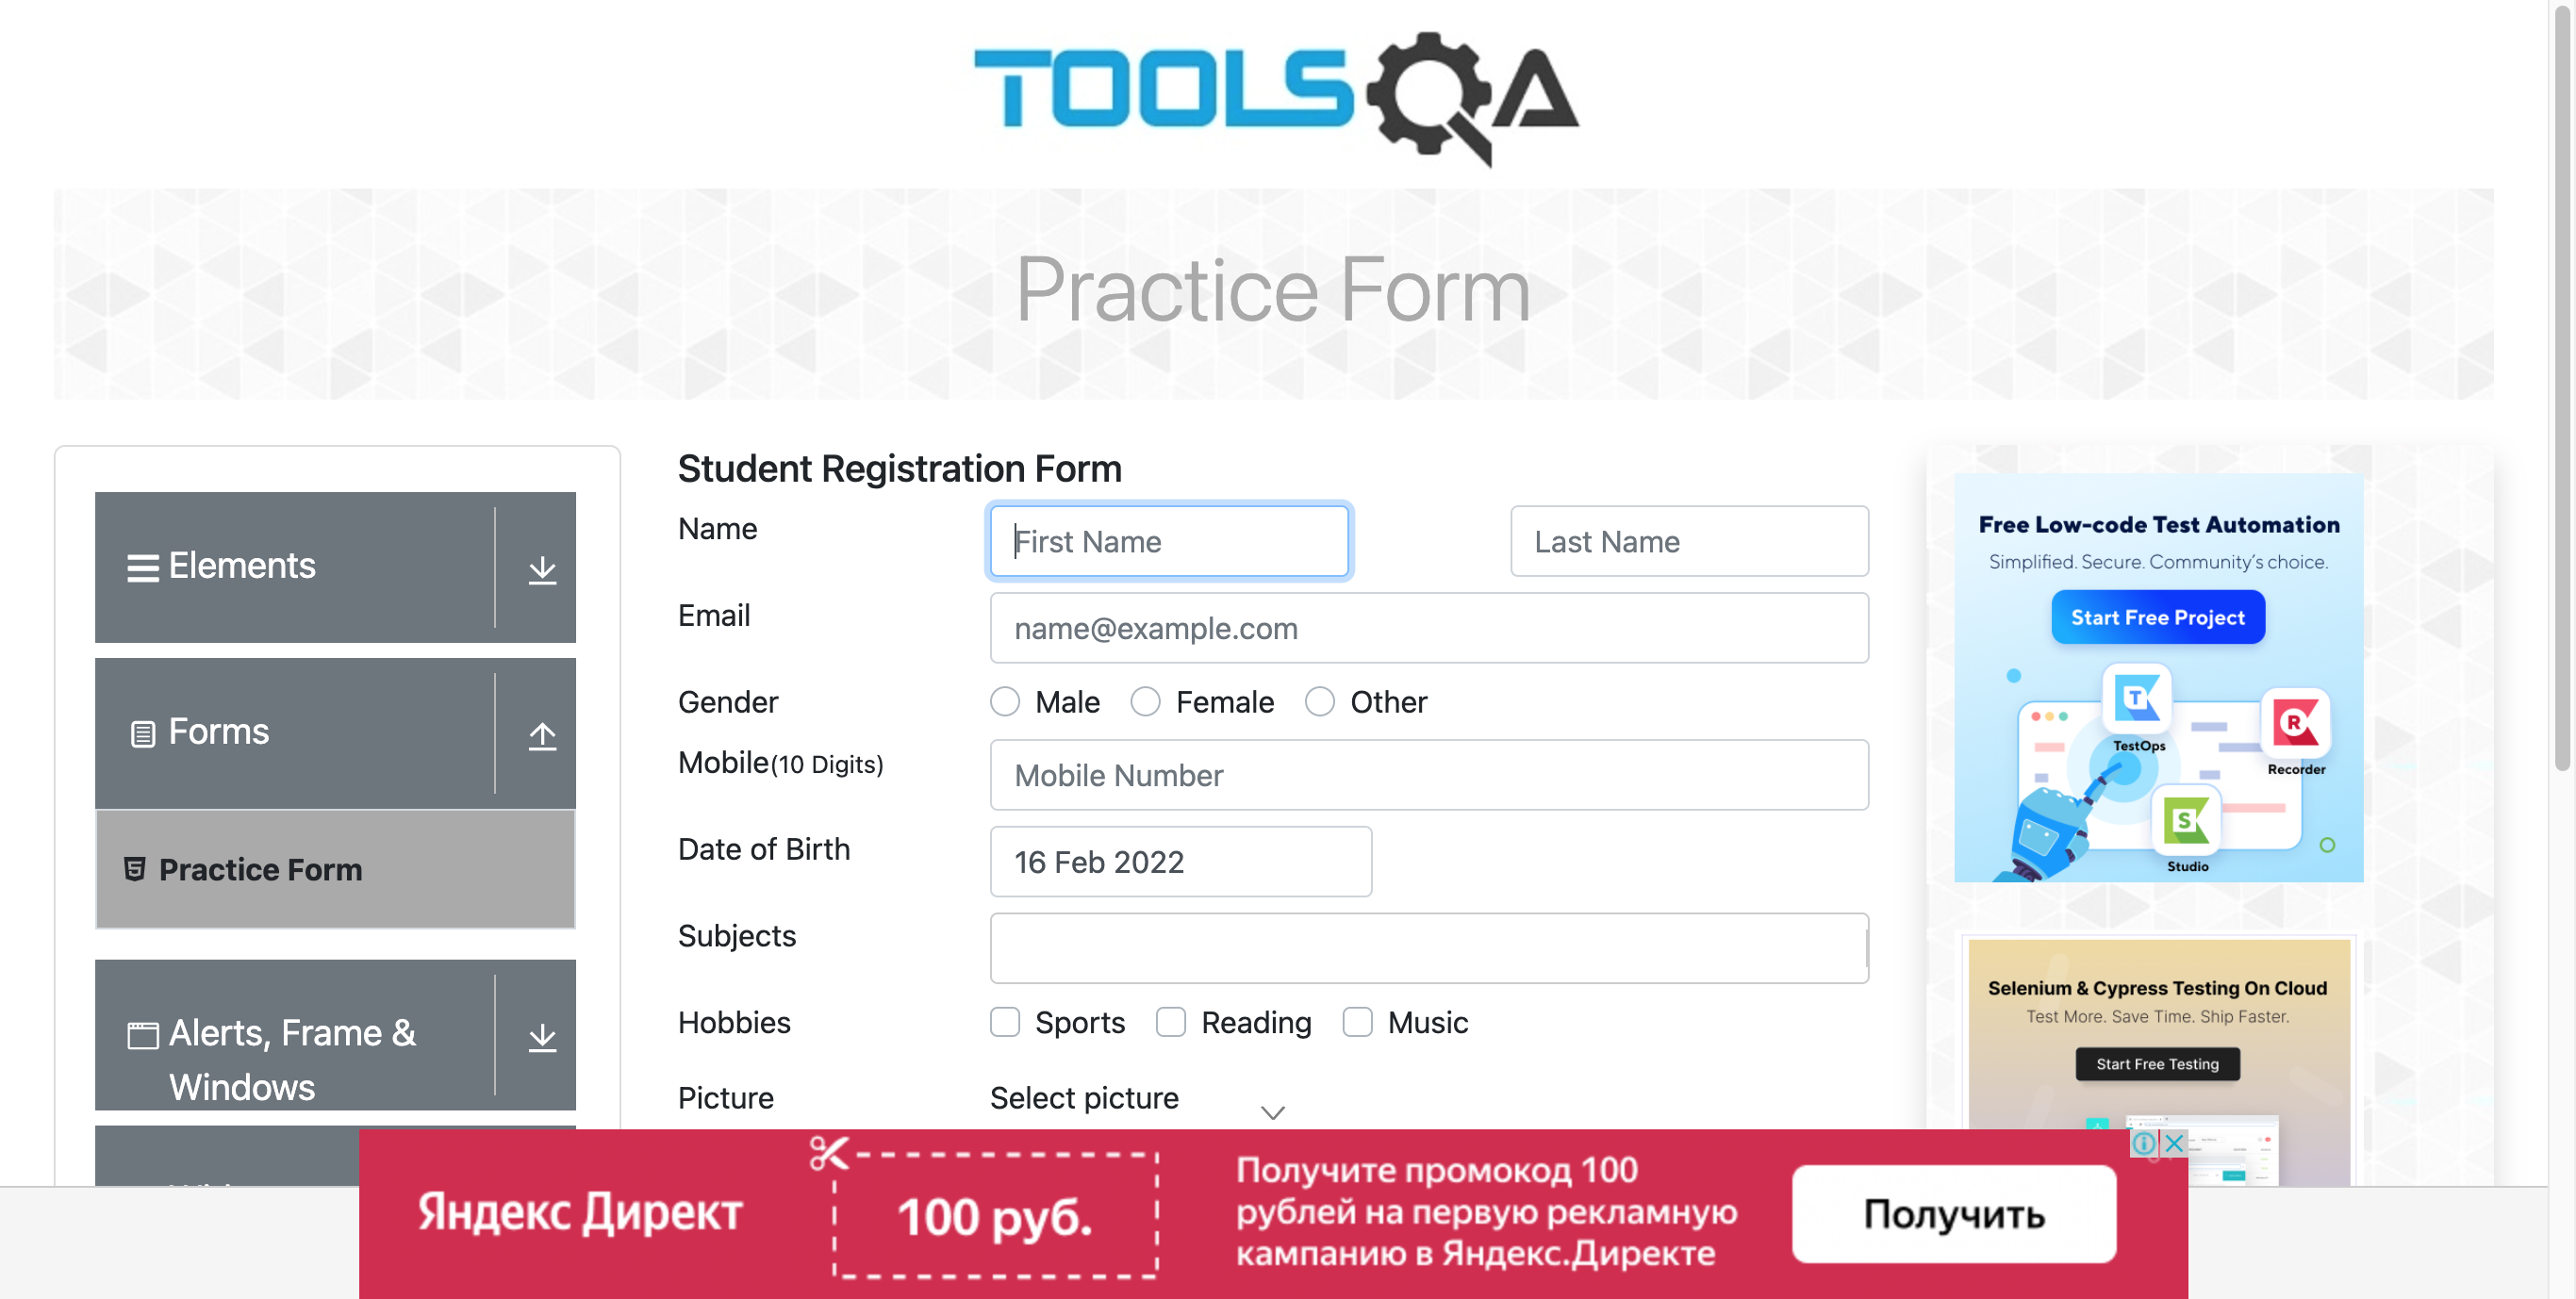 TOOLSQA
Practice Form
Elements
Forms
Practice Form
Alerts, Frame &
Windows
Student Registration Form
Name
First Name
Last Name
Email
name@example.com
Gender
Male
Female
Other
Mobile(10 Digits)
Mobile Number
Date of Birth
16 Feb 2022
Subjects
Hobbies
Sports
Reading
Music
Picture
Select picture
Free Low-code Test Automation
Simplified. Secure. Community's choice.
Start Free Project
T
TestOps
R
Recorder
S
Studio
Selenium & Cypress Testing On Cloud
Test More. Save Time. Ship Faster.
Start Free Testing
Яндекс Директ
100 руб.
Получите промокод 100
рублей на первую рекламную
кампанию в Яндекс.Директе
Получить